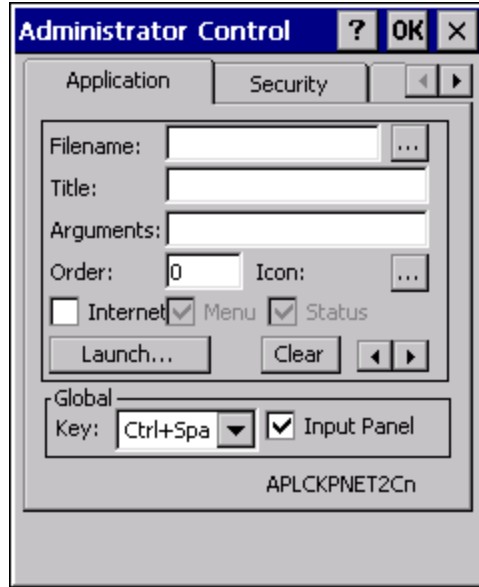 Administrator Control ? OK ×
Application Security
Filename: ...
Title:
Arguments:
Order: 0 Icon: ...
Internet Menu Status
Launch... Clear
Global
Key: Ctrl+Spa Input Panel
APLCKPNET2Cn